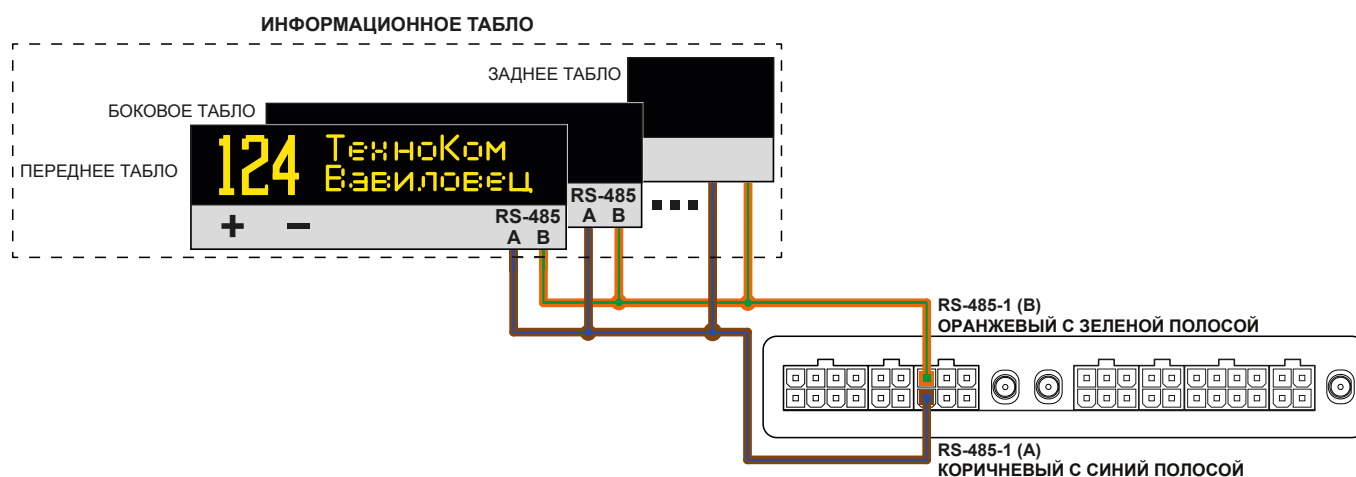 ИНФОРМАЦИОННОЕ ТАБЛО
ЗАДНЕЕ ТАБЛО
БОКОВОЕ ТАБЛО
ПЕРЕДНЕЕ ТАБЛО
124
ТехноКом
Вавиловец
+ −
RS-485
A B
RS-485
A B
RS-485-1 (B)
ОРАНЖЕВЫЙ С ЗЕЛЕНОЙ ПОЛОСОЙ
RS-485-1 (A)
КОРИЧНЕВЫЙ С СИНИЙ ПОЛОСОЙ